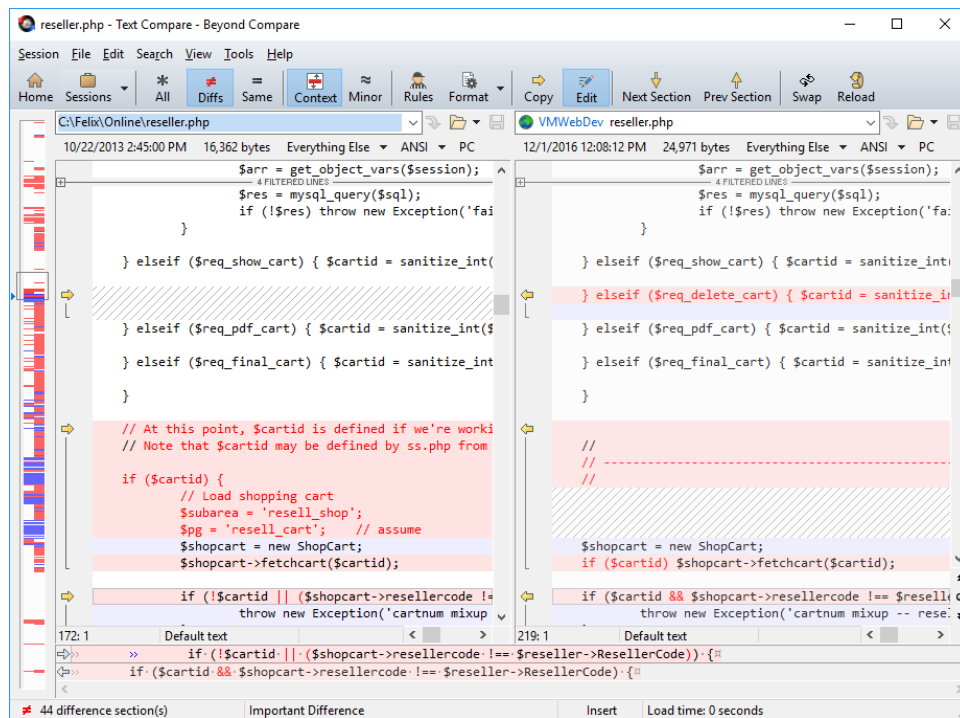 reseller.php - Text Compare - Beyond Compare
Session File Edit Search View Tools Help
Home Sessions All Diffs Same Context Minor Rules Format Copy Edit Next Section Prev Section Swap Reload
C:\Felix\Online\reseller.php
VMWebDev reseller.php
10/22/2013 2:45:00 PM 16,362 bytes Everything Else ANSI PC
12/1/2016 12:08:12 PM 24,971 bytes Everything Else ANSI PC
$arr = get_object_vars($session);
4 FILTERED LINES
$res = mysql_query($sql);
if (!$res) throw new Exception('fai
}
} elseif ($req_show_cart) { $cartid = sanitize_int(
} elseif ($req_pdf_cart) { $cartid = sanitize_int($
} elseif ($req_final_cart) { $cartid = sanitize_int
}
// At this point, $cartid is defined if we're worki
// Note that $cartid may be defined by ss.php from
if ($cartid) {
// Load shopping cart
$subarea = 'resell_shop';
$pg = 'resell_cart'; // assume
$shopcart = new ShopCart;
$shopcart->fetchcart($cartid);
if (!$cartid || ($shopcart->resellercode !=
throw new Exception('cartnum mixup
$arr = get_object_vars($session);
4 FILTERED LINES
$res = mysql_query($sql);
if (!$res) throw new Exception('fai
}
} elseif ($req_show_cart) { $cartid = sanitize_int(
} elseif ($req_delete_cart) { $cartid = sanitize_in
} elseif ($req_pdf_cart) { $cartid = sanitize_int($
} elseif ($req_final_cart) { $cartid = sanitize_int
}
//
// ---------------------------------------------
//
$shopcart = new ShopCart;
if ($cartid) $shopcart->fetchcart($cartid);
if ($cartid && $shopcart->resellercode !== $reselle
throw new Exception('cartnum mixup -- rese
172: 1 Default text
219: 1 Default text
if·(!$cartid·||·($shopcart->resellercode·!==·$reseller->ResellerCode))·{¤
if·($cartid·&&·$shopcart->resellercode·!==·$reseller->ResellerCode)·{¤
44 difference section(s) Important Difference Insert Load time: 0 seconds